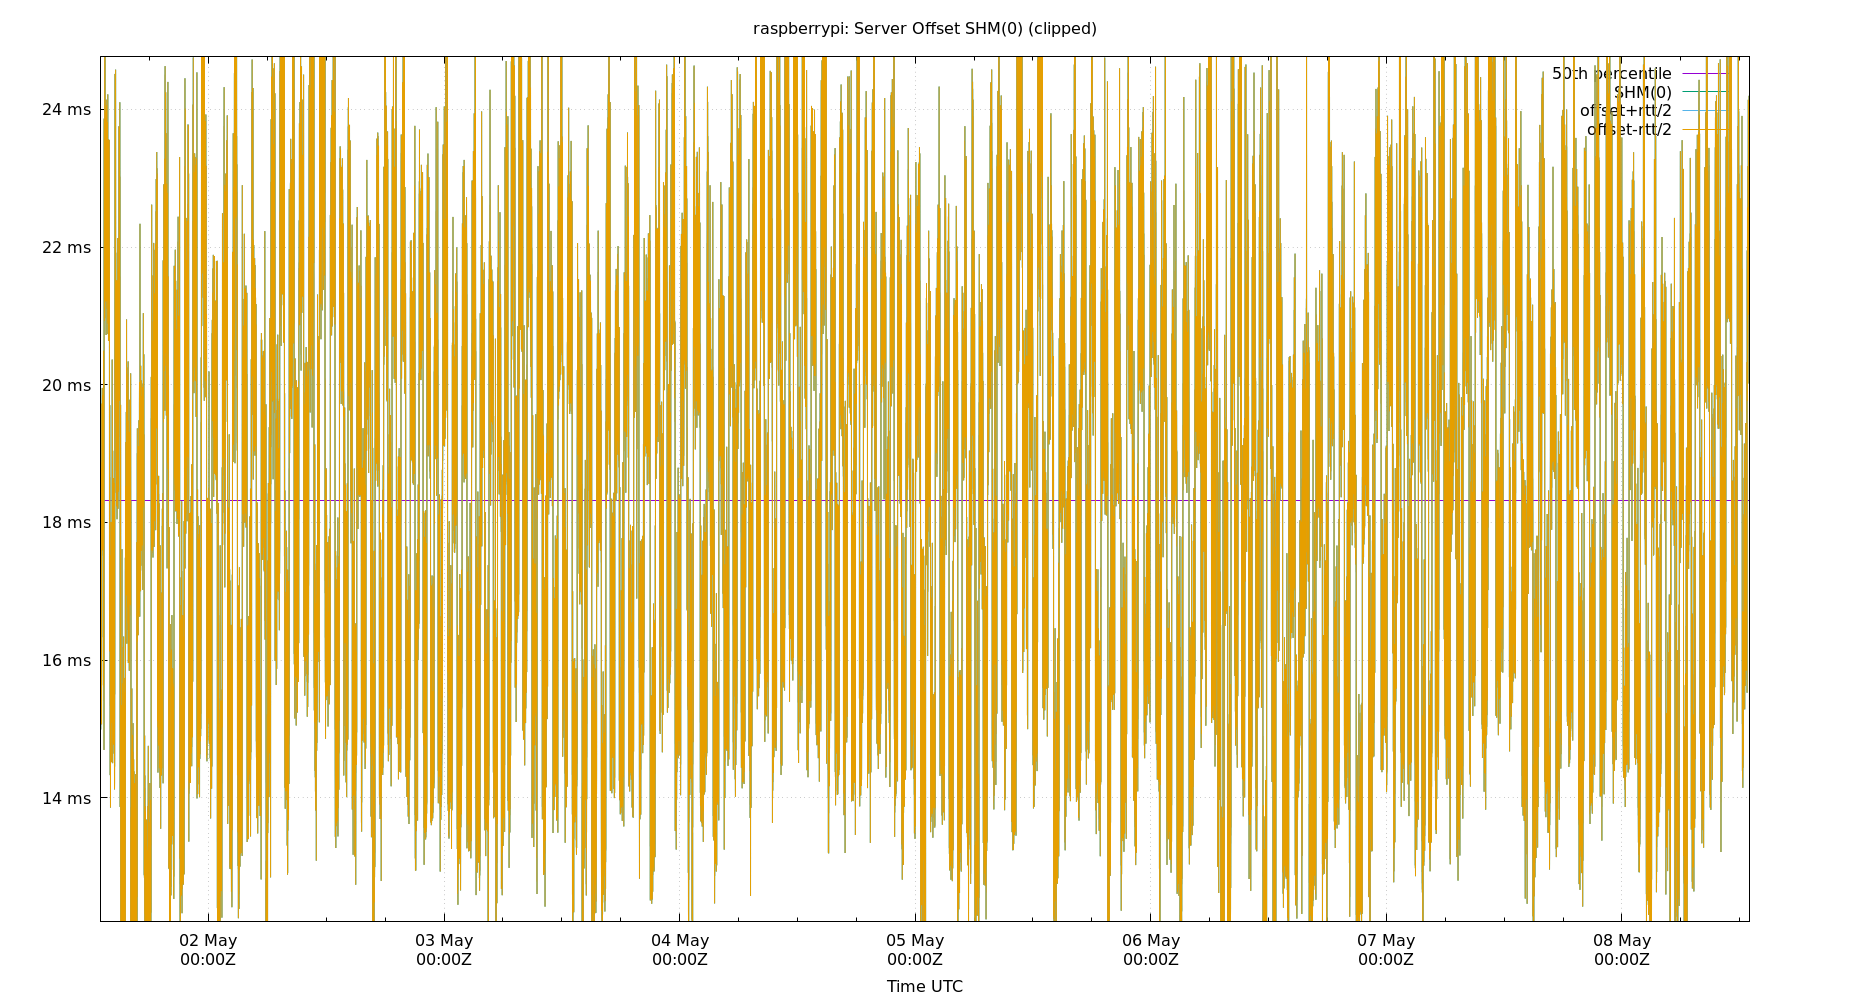 raspberrypi: Server Offset SHM(0) (clipped)
50th percentile
SHM(0)
offset+rtt/2
offset-rtt/2
24 ms
22 ms
20 ms
18 ms
16 ms
14 ms
02 May 03 May 04 May 05 May 06 May 07 May 08 May
00:00Z 00:00Z 00:00Z 00:00Z 00:00Z 00:00Z 00:00Z
Time UTC